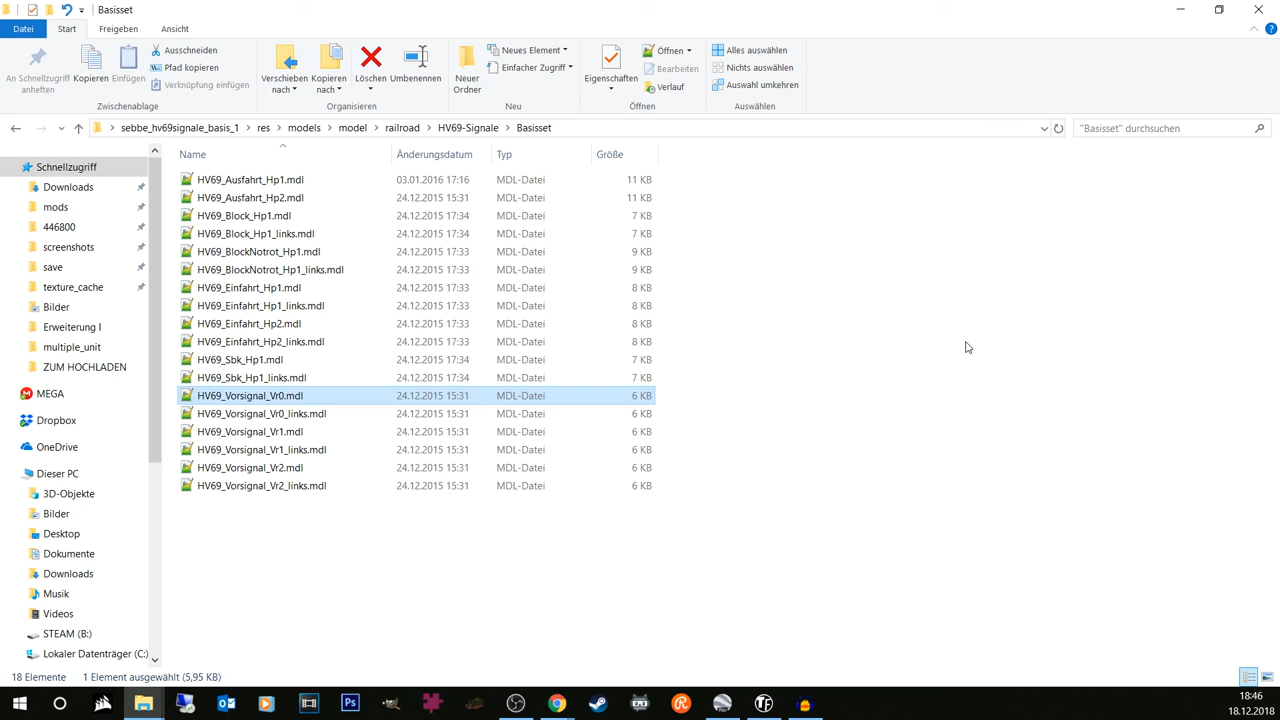 Basisset
Datei Start Freigeben Ansicht
An Schnellzugriff anheften
Kopieren
Einfügen
Ausschneiden
Pfad kopieren
Verknüpfung einfügen
Zwischenablage
Verschieben nach
Kopieren nach
Löschen
Umbenennen
Organisieren
Neuer Ordner
Neues Element
Einfacher Zugriff
Neu
Eigenschaften
Öffnen
Bearbeiten
Verlauf
Öffnen
Alles auswählen
Nichts auswählen
Auswahl umkehren
Auswählen
sebbe_hv69signale_basis_1 res models model railroad HV69-Signale Basisset
"Basisset" durchsuchen
Schnellzugriff
Downloads
mods
446800
screenshots
save
texture_cache
Bilder
Erweiterung I
multiple_unit
ZUM HOCHLADEN
MEGA
Dropbox
OneDrive
Dieser PC
3D-Objekte
Bilder
Desktop
Dokumente
Downloads
Musik
Videos
STEAM (B:)
Lokaler Datenträger (C:)
Name Änderungsdatum Typ Größe
HV69_Ausfahrt_Hp1.mdl 03.01.2016 17:16 MDL-Datei 11 KB
HV69_Ausfahrt_Hp2.mdl 24.12.2015 15:31 MDL-Datei 11 KB
HV69_Block_Hp1.mdl 24.12.2015 17:34 MDL-Datei 7 KB
HV69_Block_Hp1_links.mdl 24.12.2015 17:34 MDL-Datei 7 KB
HV69_BlockNotrot_Hp1.mdl 24.12.2015 17:33 MDL-Datei 9 KB
HV69_BlockNotrot_Hp1_links.mdl 24.12.2015 17:33 MDL-Datei 9 KB
HV69_Einfahrt_Hp1.mdl 24.12.2015 17:33 MDL-Datei 8 KB
HV69_Einfahrt_Hp1_links.mdl 24.12.2015 17:33 MDL-Datei 8 KB
HV69_Einfahrt_Hp2.mdl 24.12.2015 17:33 MDL-Datei 8 KB
HV69_Einfahrt_Hp2_links.mdl 24.12.2015 17:33 MDL-Datei 8 KB
HV69_Sbk_Hp1.mdl 24.12.2015 17:34 MDL-Datei 7 KB
HV69_Sbk_Hp1_links.mdl 24.12.2015 17:34 MDL-Datei 7 KB
HV69_Vorsignal_Vr0.mdl 24.12.2015 15:31 MDL-Datei 6 KB
HV69_Vorsignal_Vr0_links.mdl 24.12.2015 15:31 MDL-Datei 6 KB
HV69_Vorsignal_Vr1.mdl 24.12.2015 15:31 MDL-Datei 6 KB
HV69_Vorsignal_Vr1_links.mdl 24.12.2015 15:31 MDL-Datei 6 KB
HV69_Vorsignal_Vr2.mdl 24.12.2015 15:31 MDL-Datei 6 KB
HV69_Vorsignal_Vr2_links.mdl 24.12.2015 15:31 MDL-Datei 6 KB
18 Elemente 1 Element ausgewählt (5,95 KB)
Ps
18:46
18.12.2018